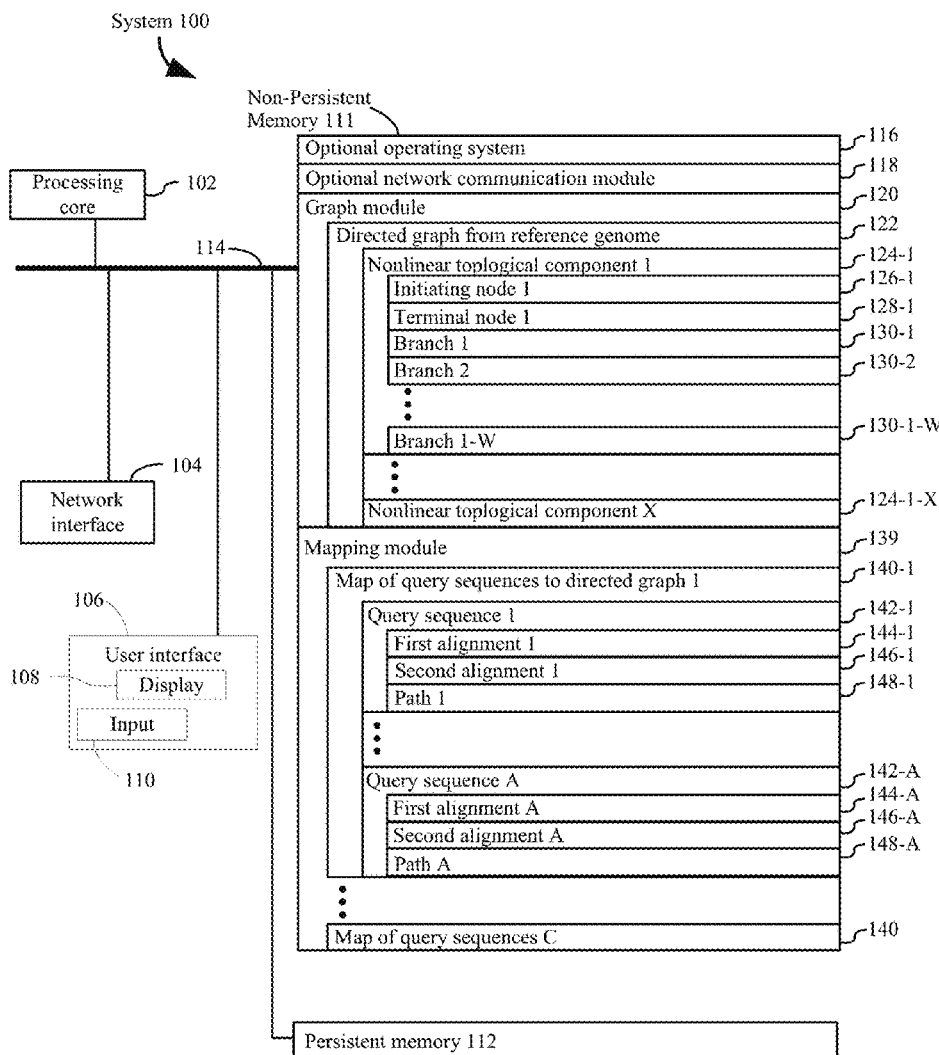 System 100
Non-Persistent
Memory 111
Optional operating system
116
Optional network communication module
118
Graph module
120
Directed graph from reference genome
122
Nonlinear toplogical component 1
124-1
Initiating node 1
126-1
Terminal node 1
128-1
Branch 1
130-1
Branch 2
130-2
Branch 1-W
130-1-W
Nonlinear toplogical component X
124-1-X
Mapping module
139
Map of query sequences to directed graph 1
140-1
Query sequence 1
142-1
First alignment 1
144-1
Second alignment 1
146-1
Path 1
148-1
Query sequence A
142-A
First alignment A
144-A
Second alignment A
146-A
Path A
148-A
Map of query sequences C
140
Processing
core
102
114
104
Network
interface
106
User interface
108
Display
Input
110
Persistent memory 112